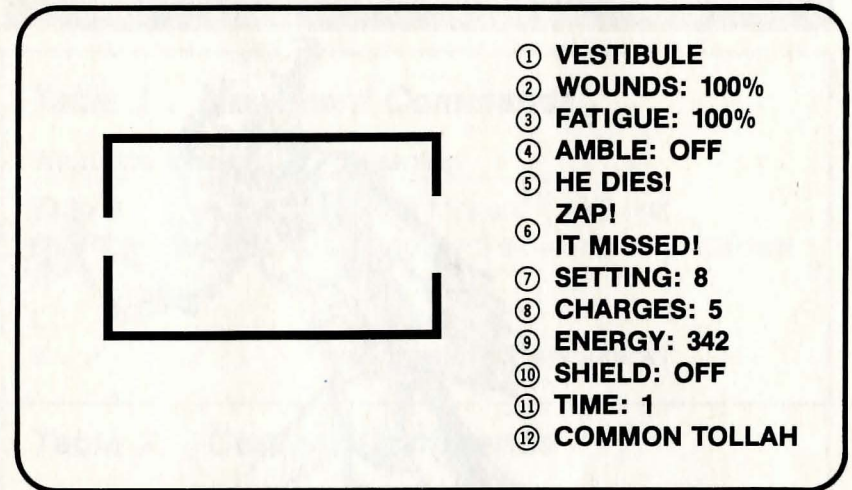 ① VESTIBULE
② WOUNDS: 100%
③ FATIGUE: 100%
④ AMBLE: OFF
⑤ HE DIES!
⑥ ZAP!
IT MISSED!
⑦ SETTING: 8
⑧ CHARGES: 5
⑨ ENERGY: 342
⑩ SHIELD: OFF
⑪ TIME: 1
⑫ COMMON TOLLAH